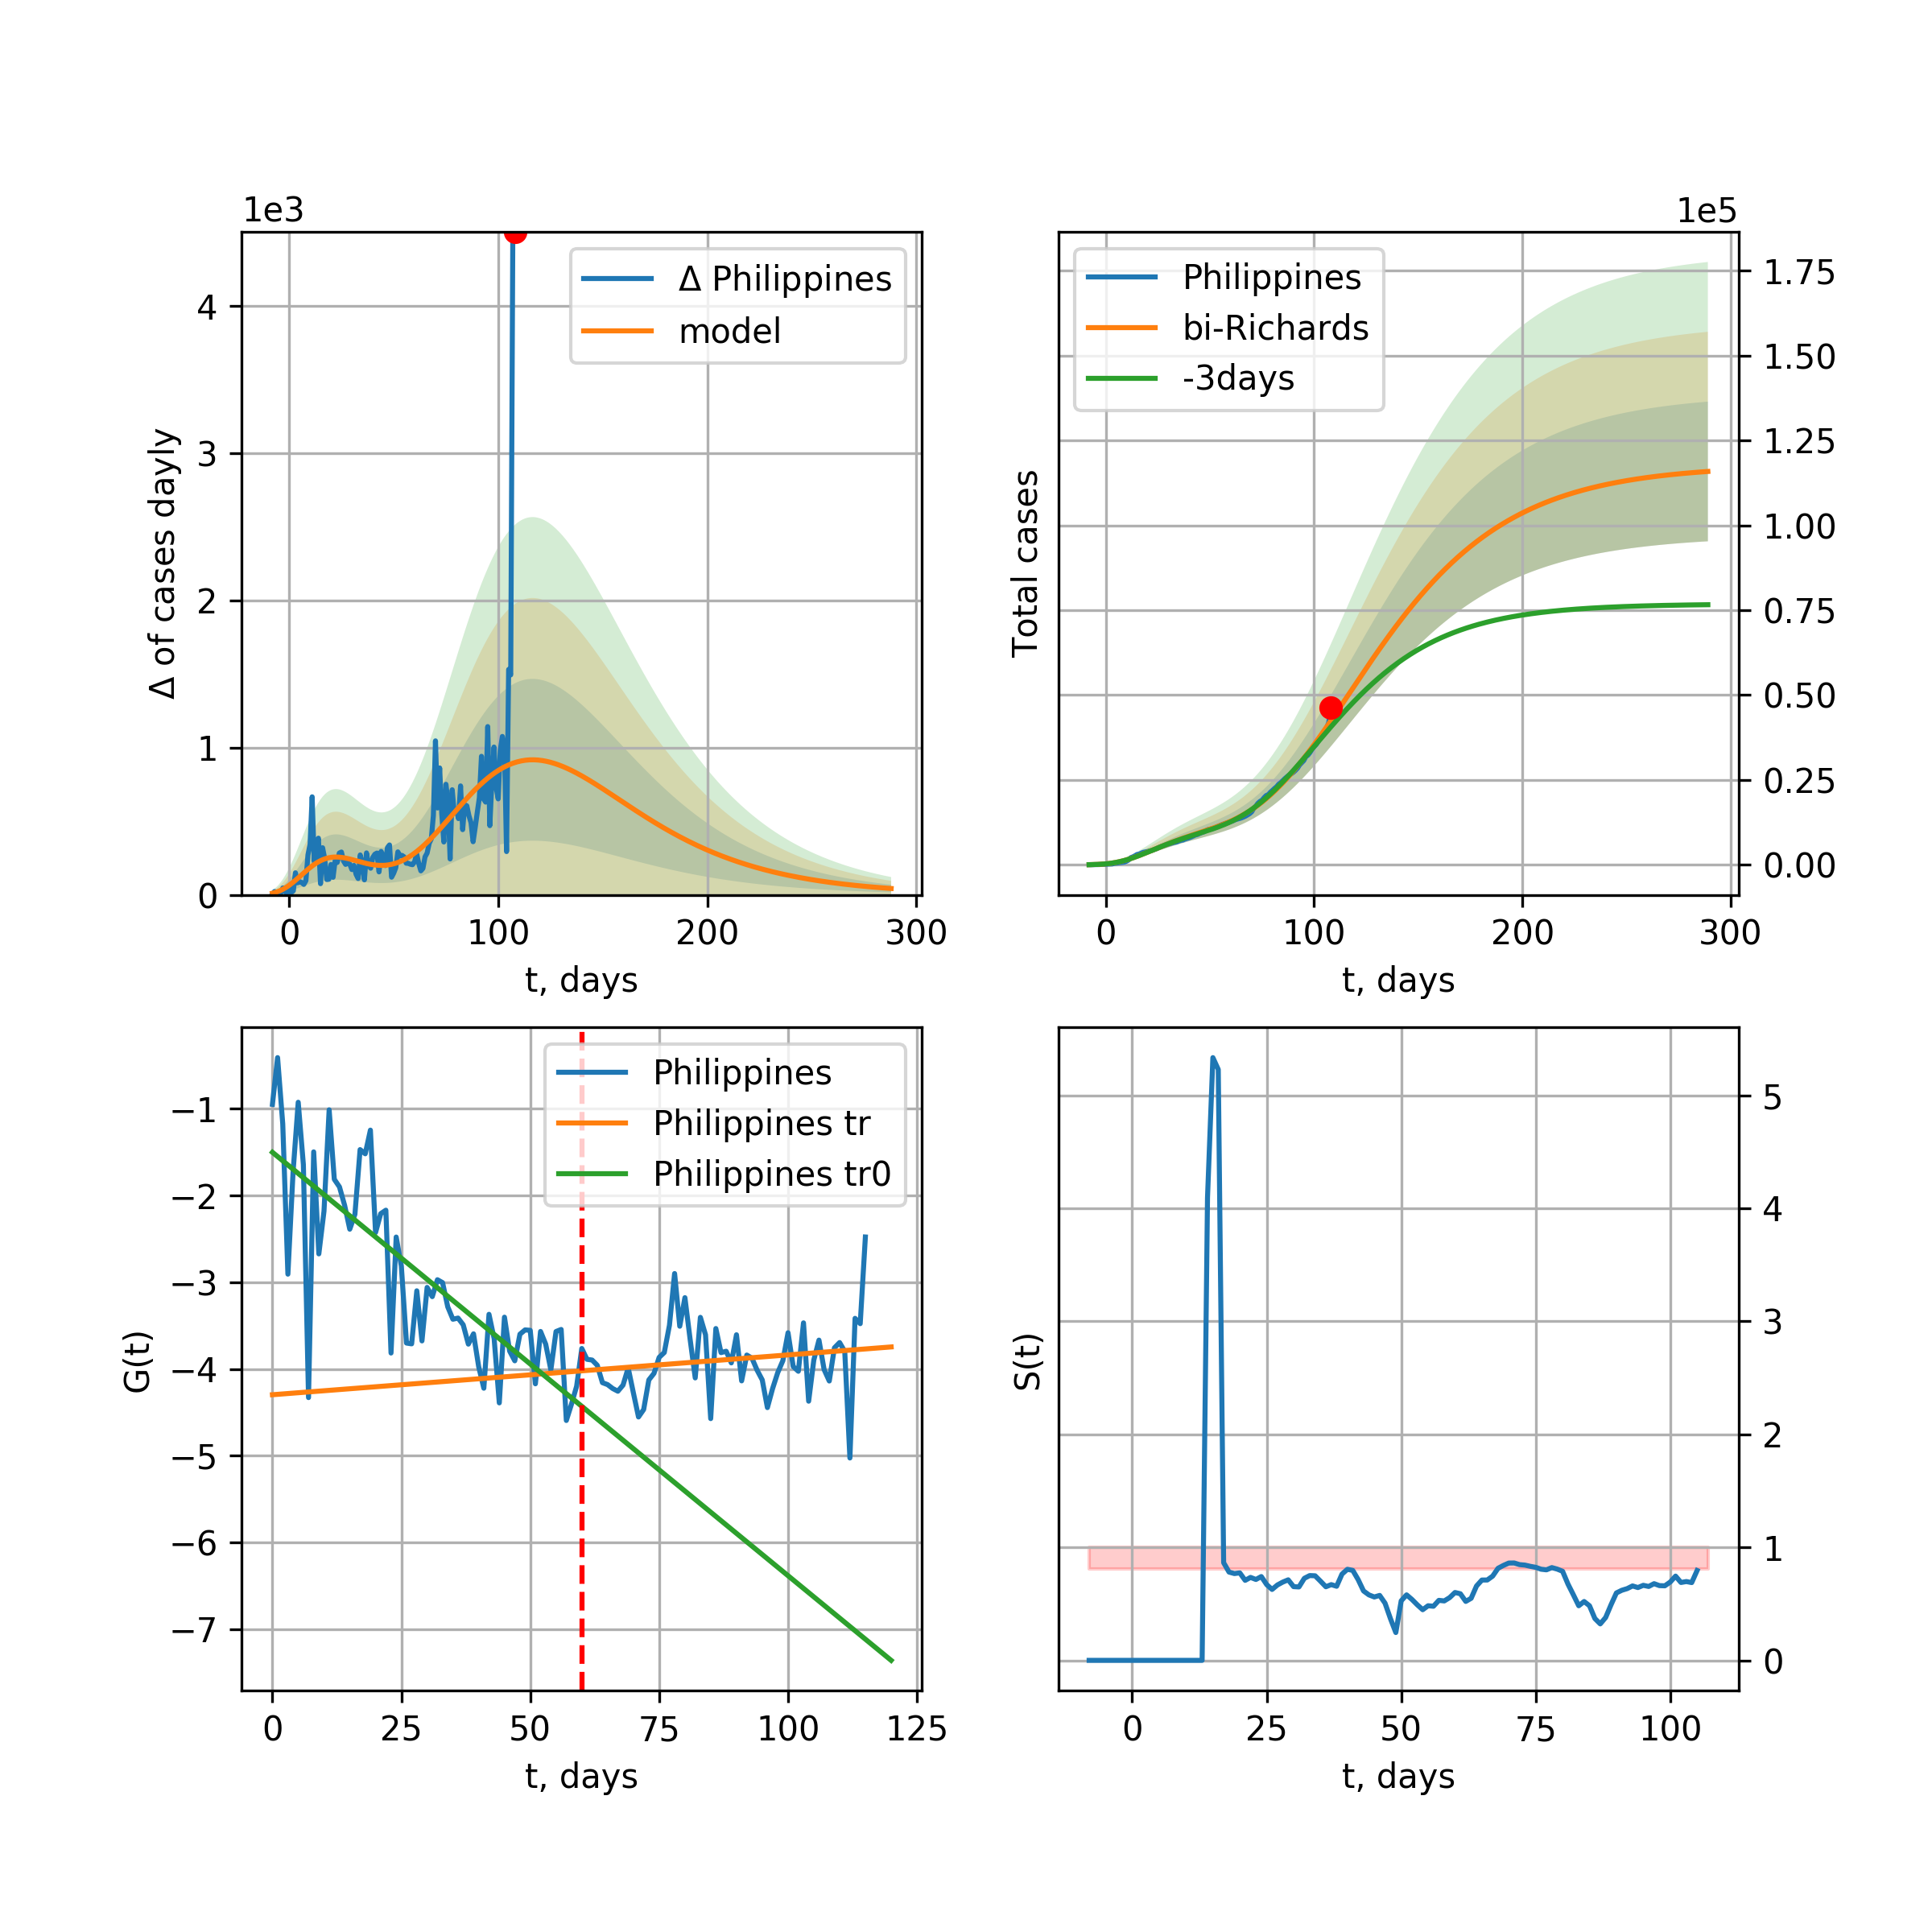 1e3
Δ of cases dayly
4
3
2
1
0
Δ Philippines
model
0 100 200 300
t, days
1e5
Total cases
Philippines
bi-Richards
-3days
1.75
1.50
1.25
1.00
0.75
0.50
0.25
0.00
0 100 200 300
t, days
G(t)
−1
−2
−3
−4
−5
−6
−7
Philippines
Philippines tr
Philippines tr0
0 25 50 75 100 125
t, days
S(t)
5
4
3
2
1
0
0 25 50 75 100
t, days